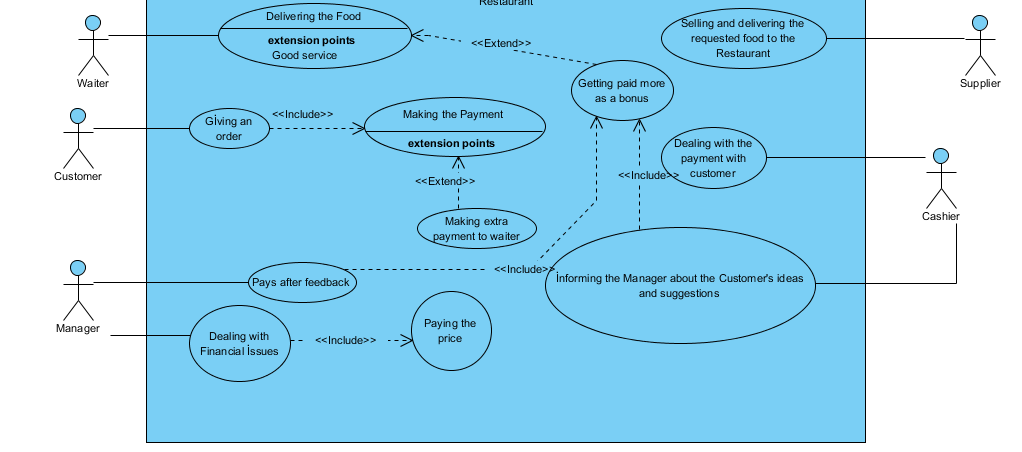 Restaurant
Delivering the Food
extension points
Good service
<<Extend>>
Selling and delivering the
requested food to the
Restaurant
Waiter
Supplier
Getting paid more
as a bonus
Gİving an
order
<<Include>>
Making the Payment
extension points
Customer
Dealing with the
payment with
customer
<<Include>>
Cashier
<<Extend>>
Making extra
payment to waiter
Manager
Pays after feedback
<<Include>>
İnforming the Manager about the Customer's ideas
and suggestions
Dealing with
Financial İssues
<<Include>>
Paying the
price